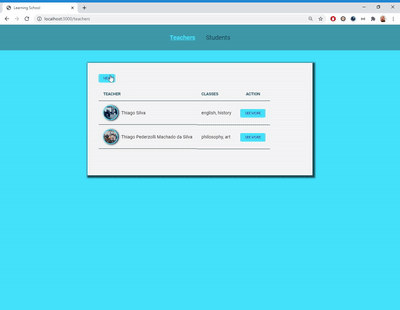 Learning School
localhost:3000/teachers
Teachers Students
TEACHER CLASSES ACTION
Thiago Silva english, history SEE MORE
Thiago Pederzolli Machado da Silva philosophy, art SEE MORE